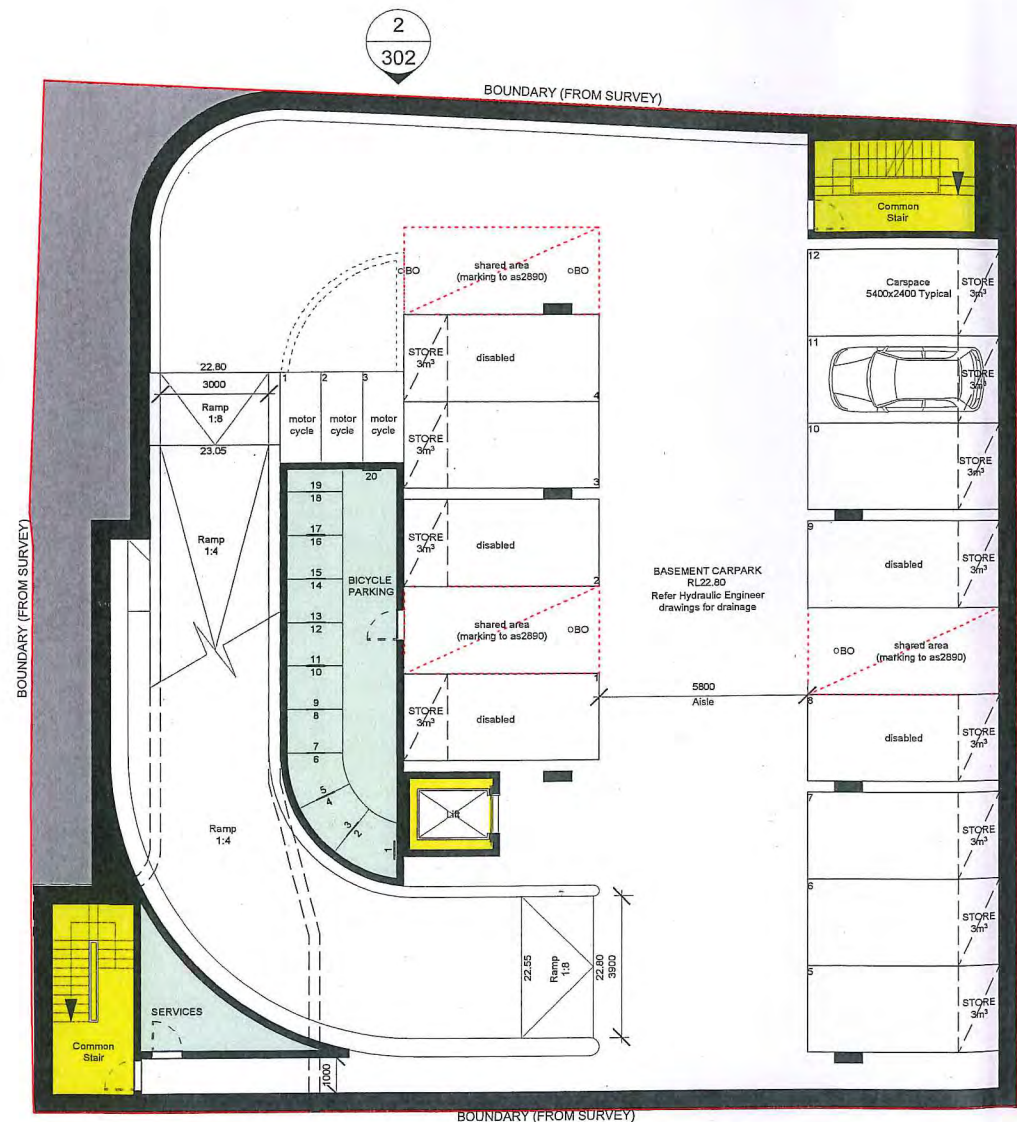 2
302
BOUNDARY (FROM SURVEY)
Common
Stair
BO
shared area
(marking to as2890)
BO
12
Carspace
5400x2400 Typical
STORE
3m³
STORE
3m³
disabled
4
11
STORE
3m³
22.80
3000
Ramp
1:8
23.05
1
2
3
motor
cycle
motor
cycle
motor
cycle
STORE
3m³
3
10
STORE
3m³
20
19
18
17
16
15
14
13
12
11
10
9
8
7
6
5
4
3
2
1
BICYCLE
PARKING
Ramp
1:4
STORE
3m³
disabled
2
9
disabled
STORE
3m³
BASEMENT CARPARK
RL22.80
Refer Hydraulic Engineer
drawings for drainage
shared area
(marking to as2890)
BO
BO
shared area
(marking to as2890)
BOUNDARY (FROM SURVEY)
1
STORE
3m³
disabled
5800
Aisle
8
disabled
STORE
3m³
Lift
7
STORE
3m³
Ramp
1:4
6
STORE
3m³
22.55
Ramp
1:8
22.80
3900
5
STORE
3m³
SERVICES
Common
Stair
1000
BOUNDARY (FROM SURVEY)